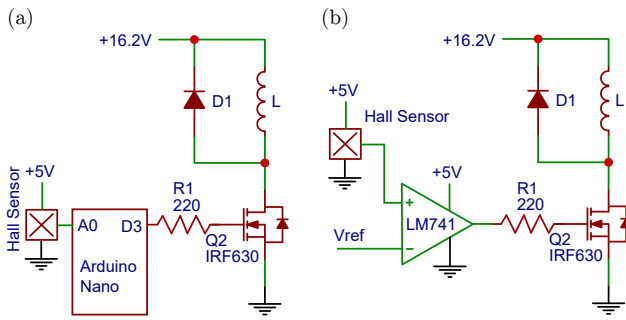 (a)
+16.2V
D1
L
+5V
Hall Sensor
A0
D3
R1
220
Q2
IRF630
Arduino
Nano
(b)
+16.2V
D1
L
+5V
Hall Sensor
+5V
R1
220
+
LM741
Vref
−
Q2
IRF630